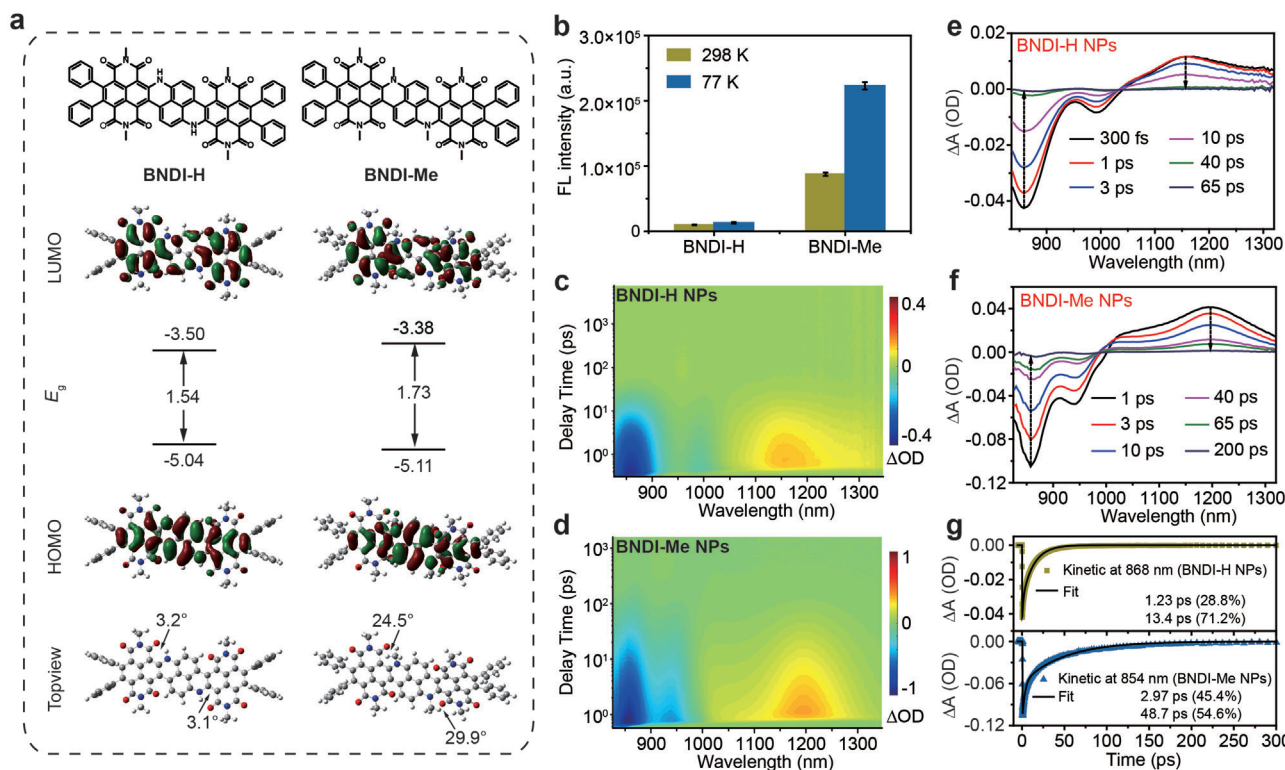 a
H
N
O
N
O
O
N
O
O
N
O
N
H
O
N
O
BNDI-H
O
N
O
N
O
N
O
O
N
O
N
O
N
O
BNDI-Me
LUMO
-3.50
-3.38
Eg
1.54
1.73
-5.04
-5.11
HOMO
Topview
3.2°
24.5°
3.1°
29.9°
b
FL intensity (a.u.)
3.0×10⁵
2.0×10⁵
1.0×10⁵
0
298 K
77 K
BNDI-H
BNDI-Me
c
BNDI-H NPs
Delay Time (ps)
10³
10²
10¹
10⁰
900
1000
1100
1200
1300
Wavelength (nm)
0.4
0
-0.4
ΔOD
d
BNDI-Me NPs
Delay Time (ps)
10³
10²
10¹
10⁰
900
1000
1100
1200
1300
Wavelength (nm)
1
0
-1
ΔOD
e
BNDI-H NPs
ΔA (OD)
0.02
0.00
-0.02
-0.04
300 fs
10 ps
1 ps
40 ps
3 ps
65 ps
900
1000
1100
1200
1300
Wavelength (nm)
f
BNDI-Me NPs
ΔA (OD)
0.04
0.00
-0.04
-0.08
-0.12
1 ps
40 ps
3 ps
65 ps
10 ps
200 ps
900
1000
1100
1200
1300
Wavelength (nm)
g
ΔA (OD)
0.00
-0.02
-0.04
Kinetic at 868 nm (BNDI-H NPs)
Fit
1.23 ps (28.8%)
13.4 ps (71.2%)
ΔA (OD)
0.00
-0.06
-0.12
Kinetic at 854 nm (BNDI-Me NPs)
Fit
2.97 ps (45.4%)
48.7 ps (54.6%)
0
50
100
150
200
250
300
Time (ps)